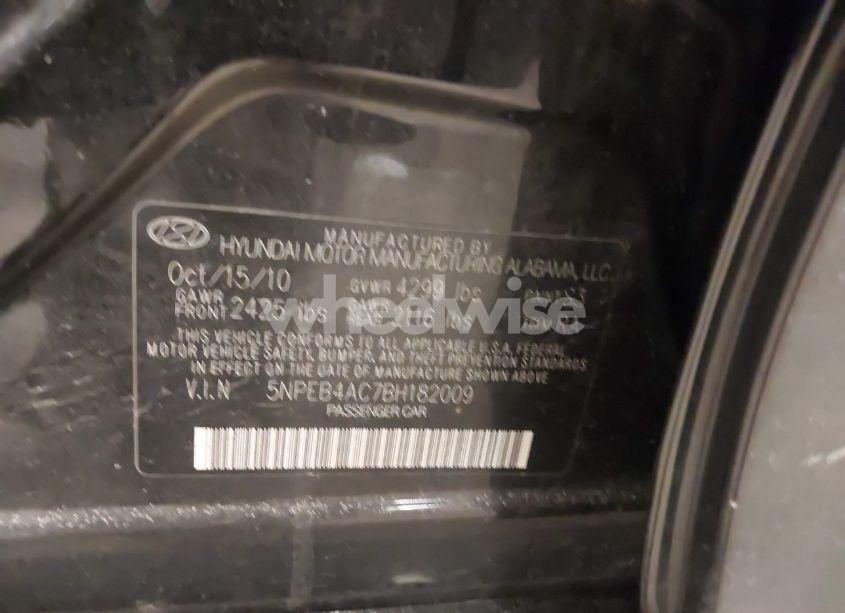 MANUFACTURED BY
HYUNDAI MOTOR MANUFACTURING ALABAMA, LLC.
Oct/15/10 GVWR 4299 lbs
GAWR
FRONT 2425 lbs lbs
THIS VEHICLE CONFORMS TO ALL APPLICABLE U.S.A. FEDERAL
MOTOR VEHICLE SAFETY, BUMPER, AND THEFT PREVENTION STANDARDS
IN EFFECT ON THE DATE OF MANUFACTURE SHOWN ABOVE.
V.I.N 5NPEB4AC7BH182009
PASSENGER CAR
wheelwise